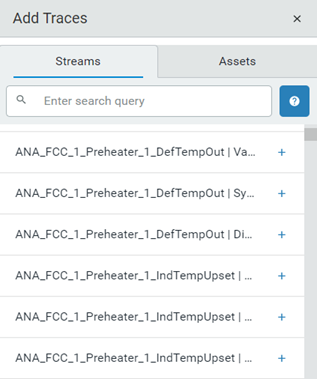 Add Traces
×
Streams
Assets
Enter search query
?
ANA_FCC_1_Preheater_1_DefTempOut | Va...
+
ANA_FCC_1_Preheater_1_DefTempOut | Sy...
+
ANA_FCC_1_Preheater_1_DefTempOut | Di...
+
ANA_FCC_1_Preheater_1_IndTempUpset | ...
+
ANA_FCC_1_Preheater_1_IndTempUpset | ...
+
ANA_FCC_1_Preheater_1_IndTempUpset | ...
+